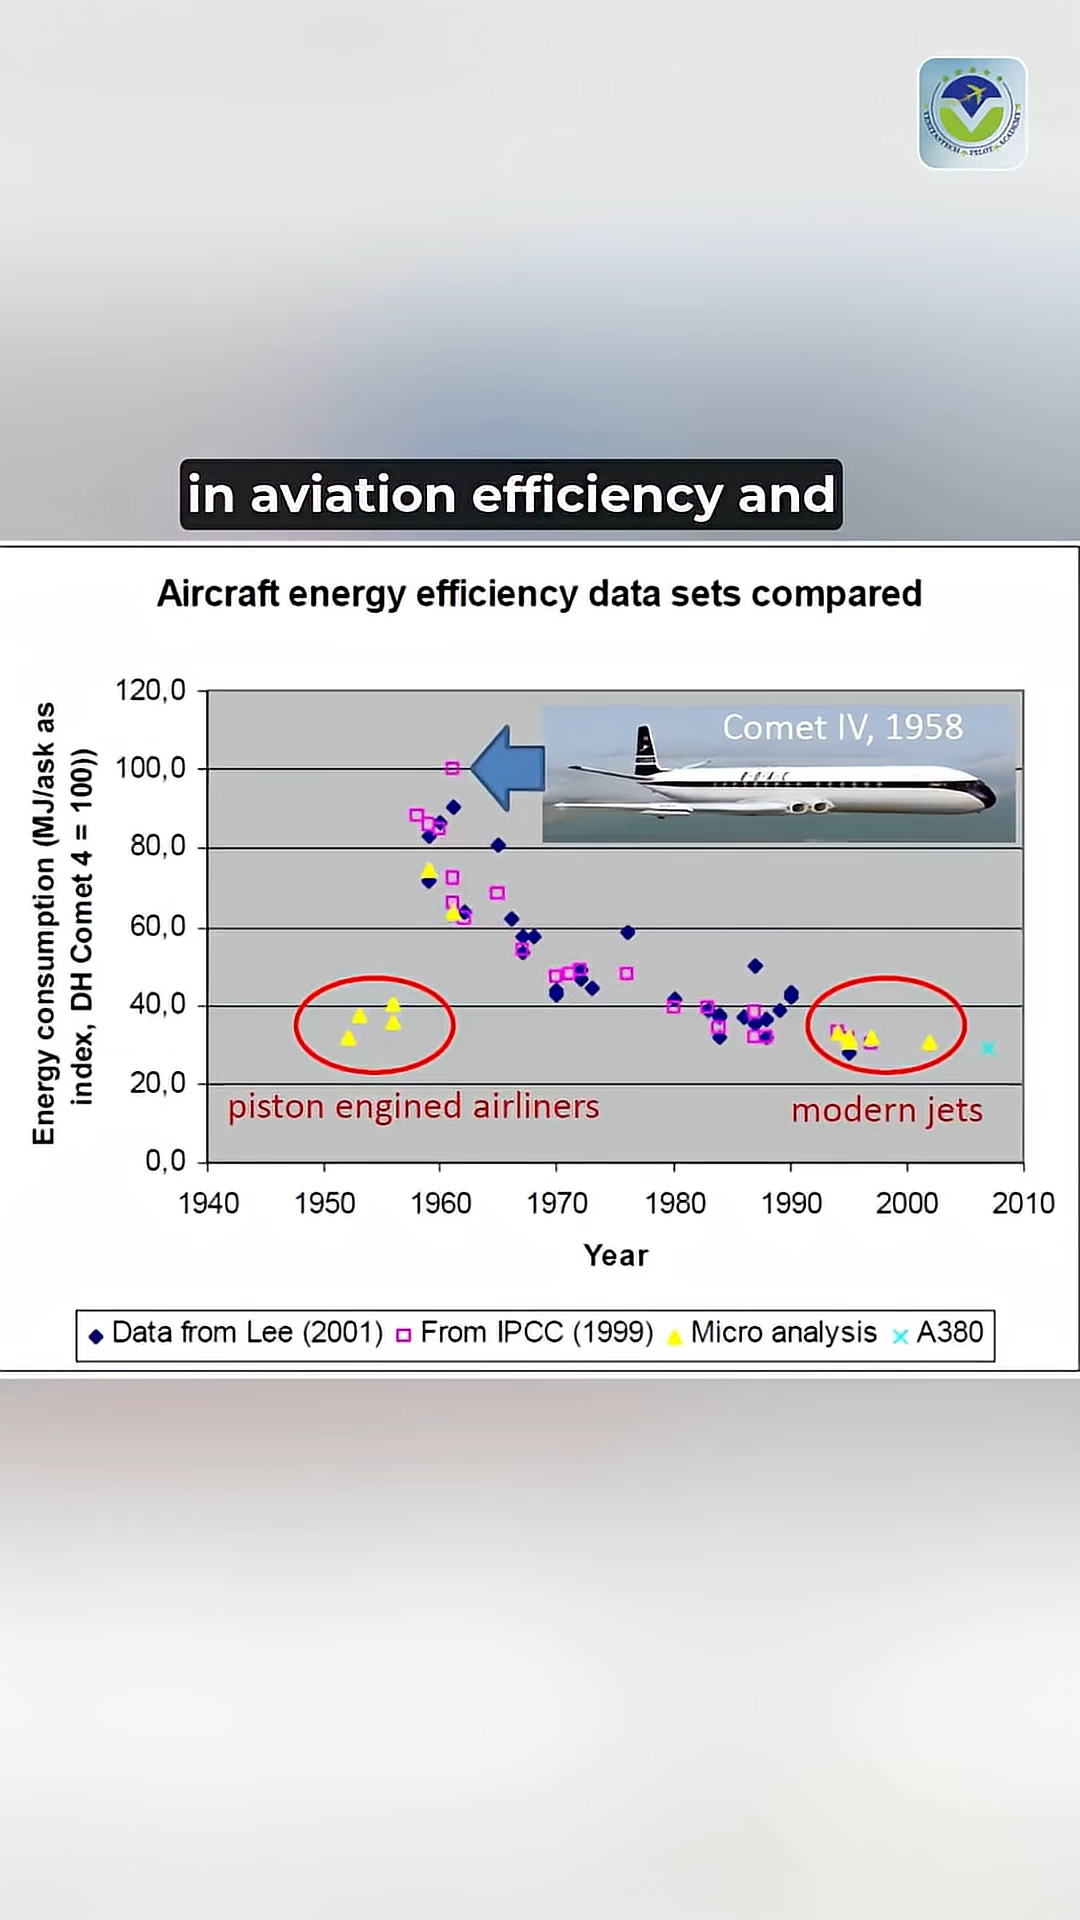 in aviation efficiency and
Aircraft energy efficiency data sets compared
Energy consumption (MJ/ask as
index, DH Comet 4 = 100))
120,0
100,0
80,0
60,0
40,0
20,0
0,0
Comet IV, 1958
piston engined airliners
modern jets
1940 1950 1960 1970 1980 1990 2000 2010
Year
Data from Lee (2001) From IPCC (1999) Micro analysis A380